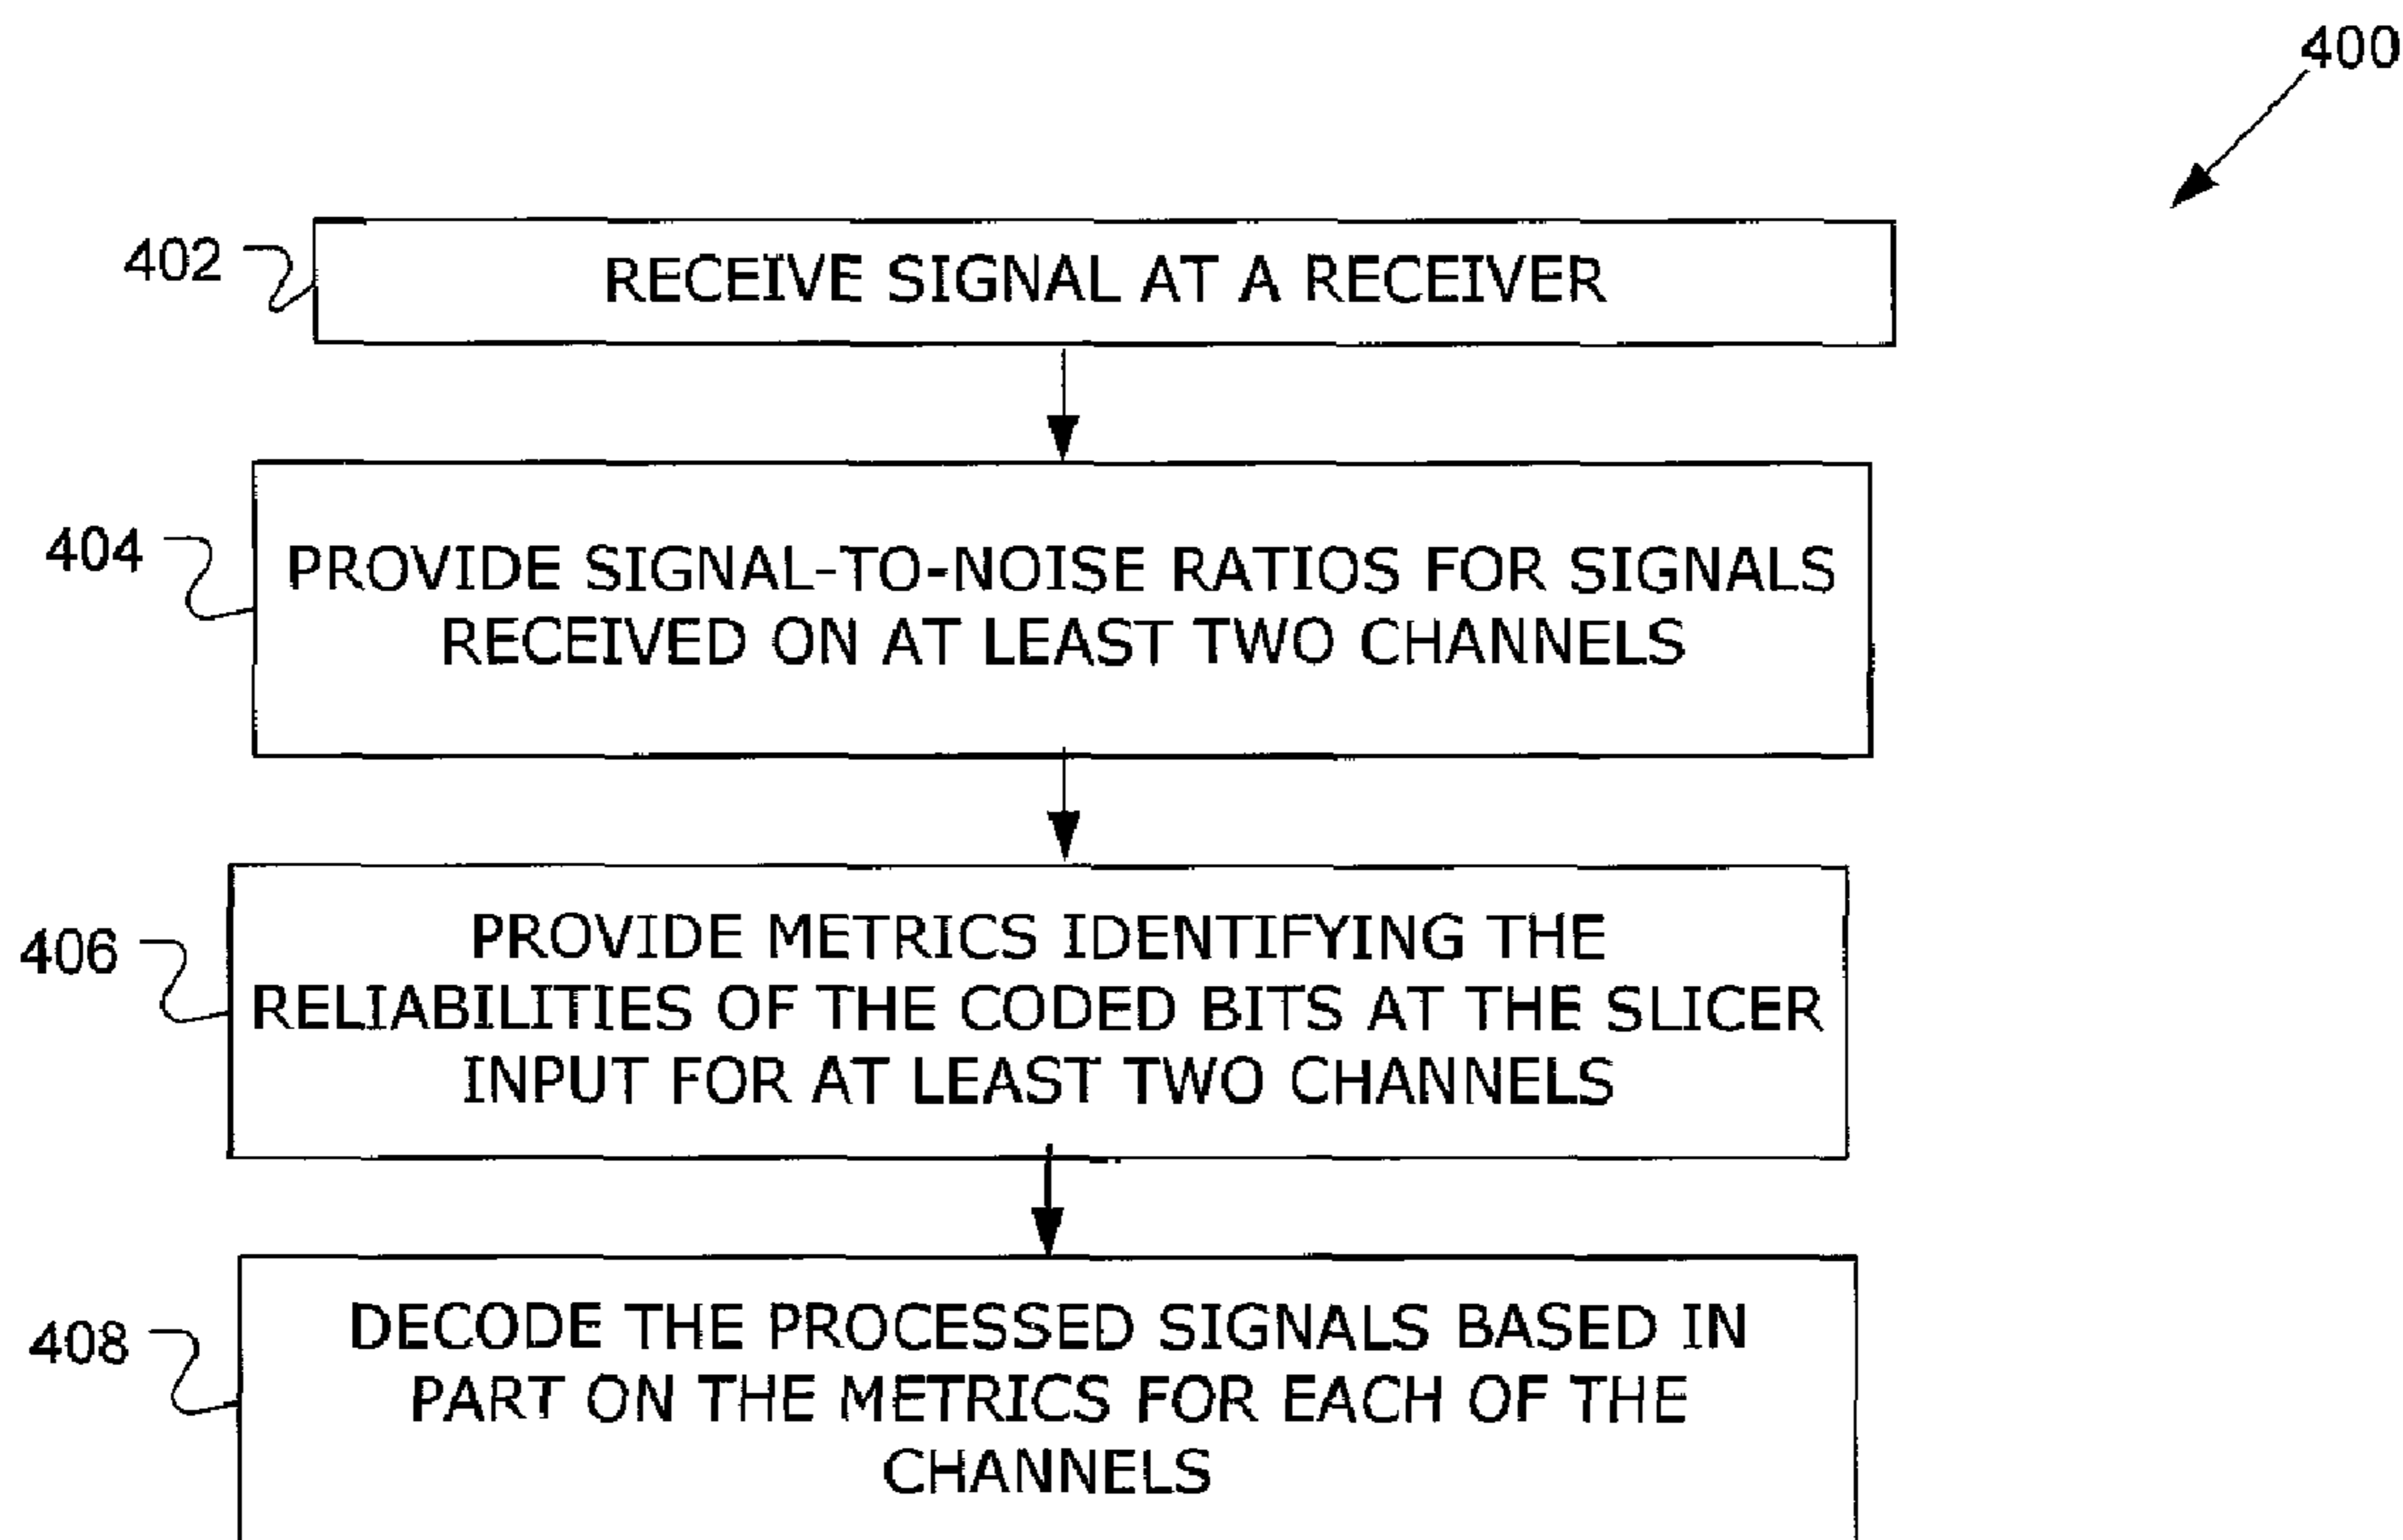 400
402
RECEIVE SIGNAL AT A RECEIVER
404
PROVIDE SIGNAL-TO-NOISE RATIOS FOR SIGNALS
RECEIVED ON AT LEAST TWO CHANNELS
406
PROVIDE METRICS IDENTIFYING THE
RELIABILITIES OF THE CODED BITS AT THE SLICER
INPUT FOR AT LEAST TWO CHANNELS
408
DECODE THE PROCESSED SIGNALS BASED IN
PART ON THE METRICS FOR EACH OF THE
CHANNELS